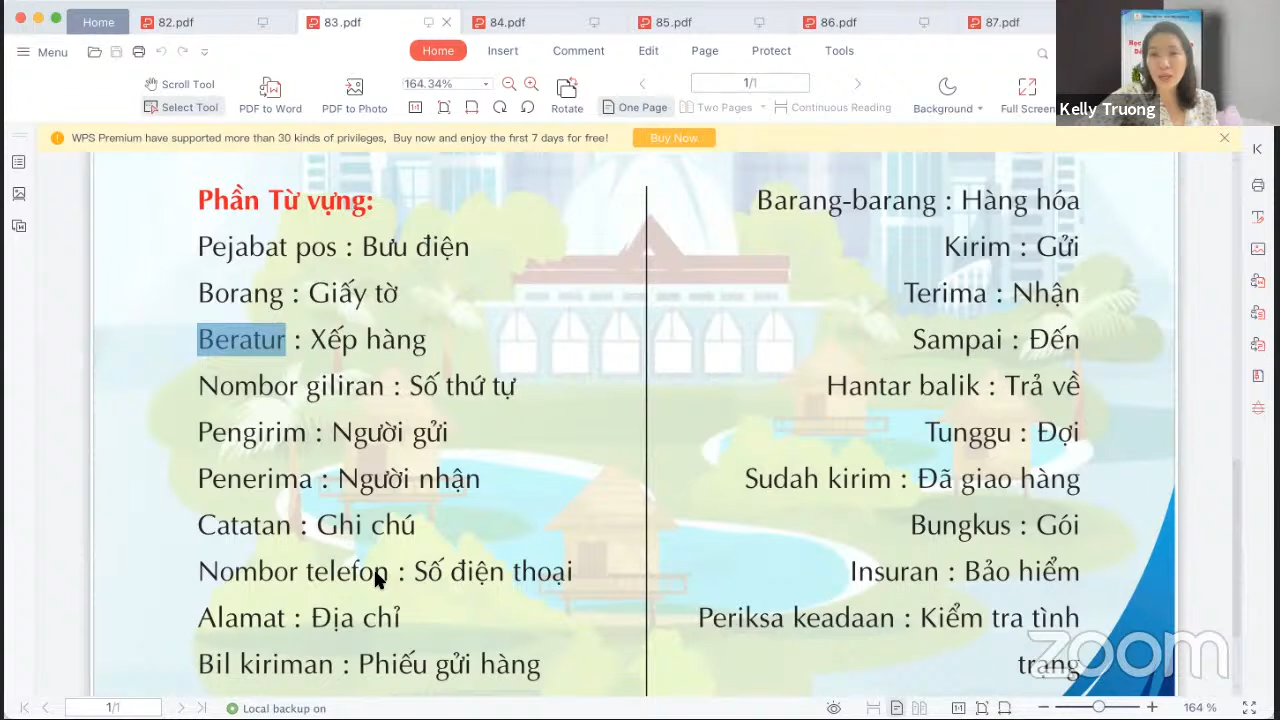 Home
82.pdf
83.pdf
84.pdf
85.pdf
86.pdf
87.pdf
Menu
Home
Insert
Comment
Edit
Page
Protect
Tools
Scroll Tool
Select Tool
PDF to Word
PDF to Photo
164.34%
Rotate
1/1
One Page
Two Pages
Continuous Reading
Background
Full Screen
Kelly Truong
WPS Premium have supported more than 30 kinds of privileges, Buy now and enjoy the first 7 days for free!
Buy Now
Phần Từ vựng:
Pejabat pos : Bưu điện
Borang : Giấy tờ
Beratur : Xếp hàng
Nombor giliran : Số thứ tự
Pengirim : Người gửi
Penerima : Người nhận
Catatan : Ghi chú
Nombor telefon : Số điện thoại
Alamat : Địa chỉ
Bil kiriman : Phiếu gửi hàng
Barang-barang : Hàng hóa
Kirim : Gửi
Terima : Nhận
Sampai : Đến
Hantar balik : Trả về
Tunggu : Đợi
Sudah kirim : Đã giao hàng
Bungkus : Gói
Insuran : Bảo hiểm
Periksa keadaan : Kiểm tra tình
trạng
zoom
1/1
Local backup on
164 %